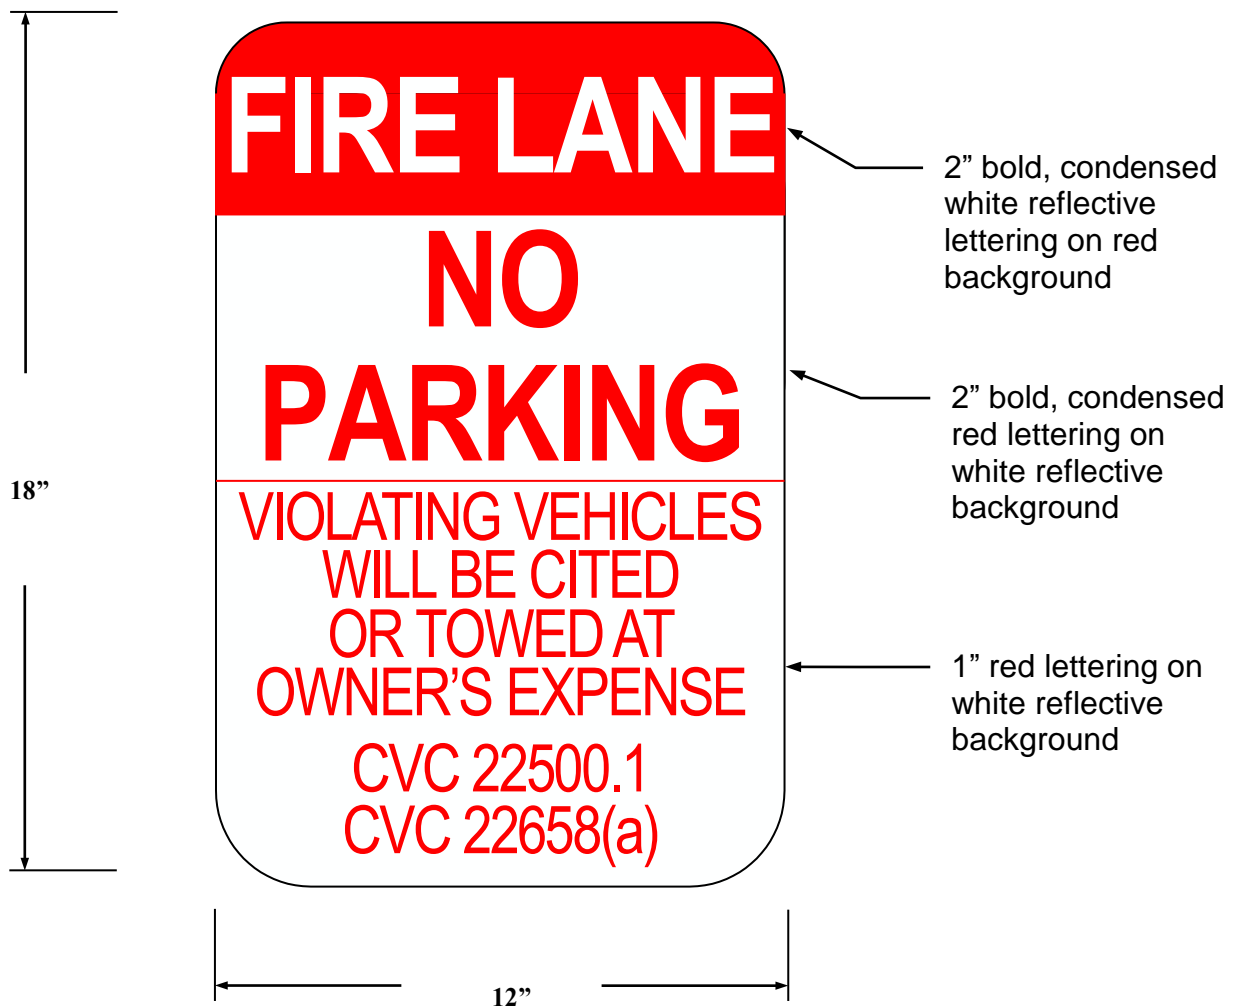 FIRE LANE
NO
PARKING
VIOLATING VEHICLES
WILL BE CITED
OR TOWED AT
OWNER'S EXPENSE
CVC 22500.1
CVC 22658(a)
2” bold, condensed
white reflective
lettering on red
background
2” bold, condensed
red lettering on
white reflective
background
1” red lettering on
white reflective
background
18”
12”